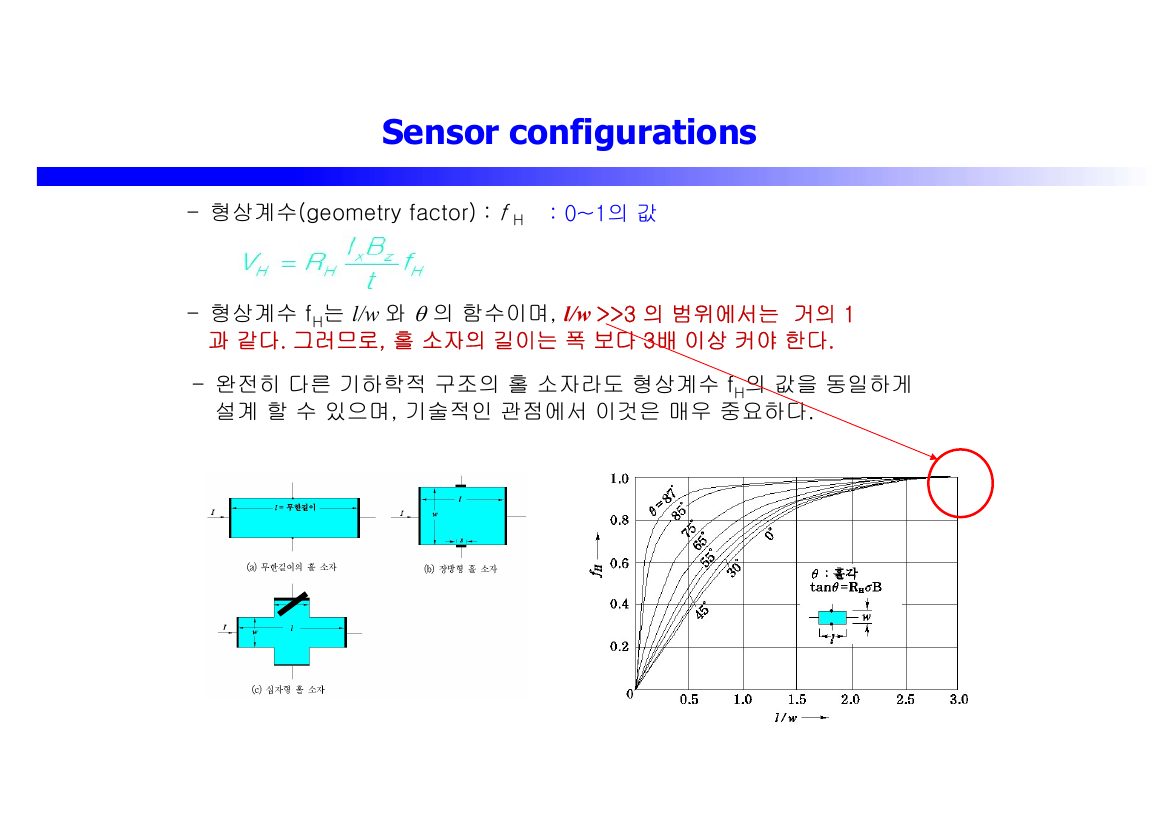 Sensor configurations
- 형상계수(geometry factor) : f H : 0~1의 값
V_H = R_H I_x B_z / t f_H
- 형상계수 fH는 l/w 와 θ 의 함수이며, l/w >>3 의 범위에서는 거의 1
과 같다. 그러므로, 홀 소자의 길이는 폭 보다 3배 이상 커야 한다.
- 완전히 다른 기하학적 구조의 홀 소자라도 형상계수 fH의 값을 동일하게
설계 할 수 있으며, 기술적인 관점에서 이것은 매우 중요하다.
I
l = 무한길이
(a) 무한길이의 홀 소자
I
l
w
s
(b) 장방형 홀 소자
I
w
l
(c) 십자형 홀 소자
1.0
0.8
0.6
0.4
0.2
0
fH
θ=87°
85°
75°
65°
55°
30°
45°
0°
θ : 홀각
tanθ=RHσB
w
l
0.5 1.0 1.5 2.0 2.5 3.0
l/w